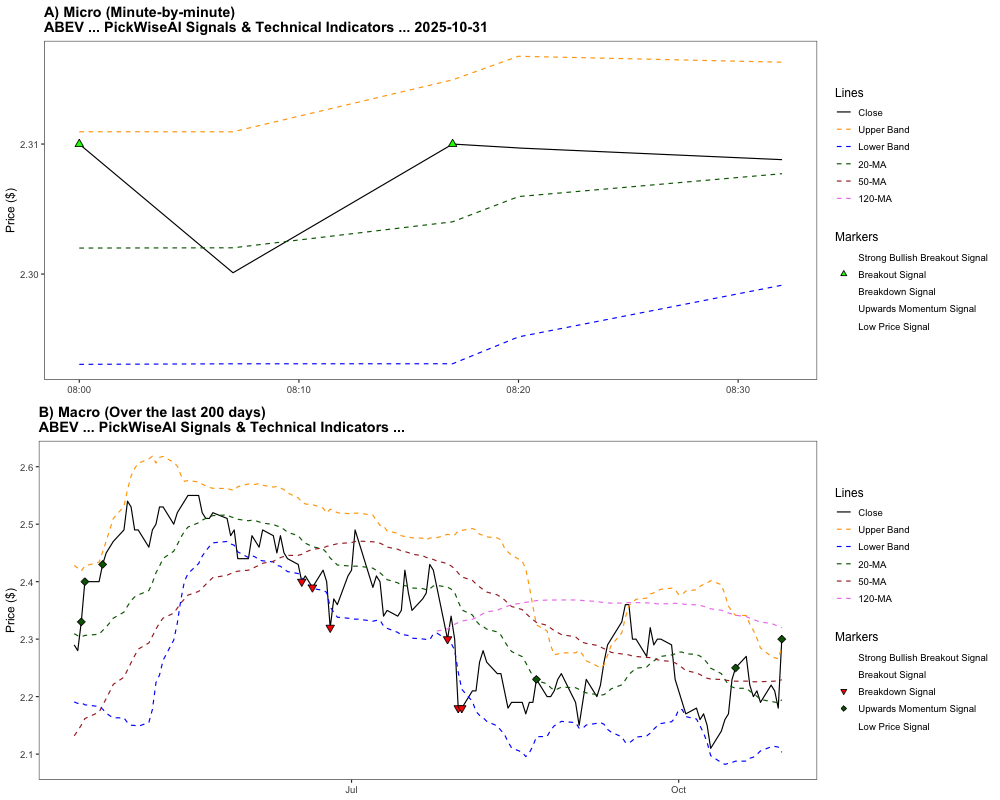 A) Micro (Minute-by-minute)
ABEV ... PickWiseAI Signals & Technical Indicators ... 2025-10-31
Price ($)
2.31
2.30
08:00
08:10
08:20
08:30
Lines
Close
Upper Band
Lower Band
20-MA
50-MA
120-MA
Markers
Strong Bullish Breakout Signal
Breakout Signal
Breakdown Signal
Upwards Momentum Signal
Low Price Signal
B) Macro (Over the last 200 days)
ABEV ... PickWiseAI Signals & Technical Indicators ...
Price ($)
2.6
2.5
2.4
2.3
2.2
2.1
Jul
Oct
Lines
Close
Upper Band
Lower Band
20-MA
50-MA
120-MA
Markers
Strong Bullish Breakout Signal
Breakout Signal
Breakdown Signal
Upwards Momentum Signal
Low Price Signal